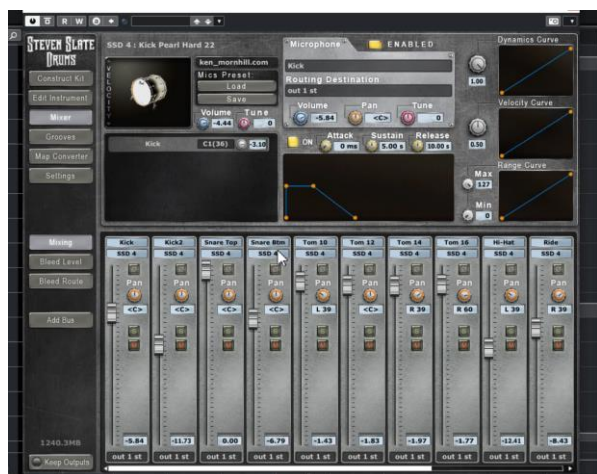 R W
STEVEN SLATE
DRUMS
Construct Kit
Edit Instrument
Mixer
Grooves
Map Converter
Settings
Mixing
Bleed Level
Bleed Route
Add Bus
1240.3MB
Keep Outputs
SSD 4 : Kick Pearl Hard 22
VELOCITY
ken_mornhill.com
Mics Preset
Load
Save
Volume Tune
-4.44 0
Kick C1(36) -3.10
Microphone ENABLED
Kick
Routing Destination
out 1 st
Volume Pan Tune
-5.84 <C> 0
ON Attack Sustain Release
0 ms 5.00 s 10.00 s
1.00
0.50
Max
127
Min
0
Dynamics Curve
Velocity Curve
Range Curve
Kick Kick2 Snare Top Snare Btm Tom 10 Tom 12 Tom 14 Tom 16 Hi-Hat Ride
SSD 4 SSD 4 SSD 4 SSD 4 SSD 4 SSD 4 SSD 4 SSD 4 SSD 4 SSD 4
Pan Pan Pan Pan Pan Pan Pan Pan Pan Pan
<C> <C> <C> <C> L 39 <C> R 39 R 60 L 39 R 39
-5.84 -11.73 0.00 -6.79 -1.43 -1.83 -1.97 -1.77 -12.41 -8.43
out 1 st out 1 st out 1 st out 1 st out 1 st out 1 st out 1 st out 1 st out 1 st out 1 st